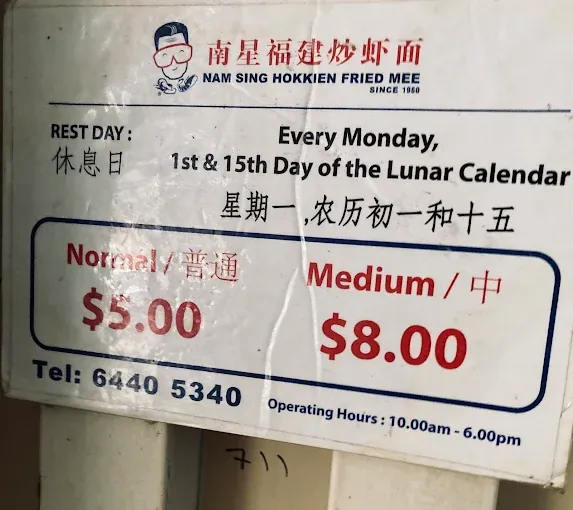 南星福建炒虾面
NAM SING HOKKIEN FRIED MEE
SINCE 1960
REST DAY : Every Monday,
休息日 1st & 15th Day of the Lunar Calendar
星期一,农历初一和十五
Normal / 普通 Medium / 中
$5.00 $8.00
Tel: 6440 5340 Operating Hours : 10.00am - 6.00pm
711